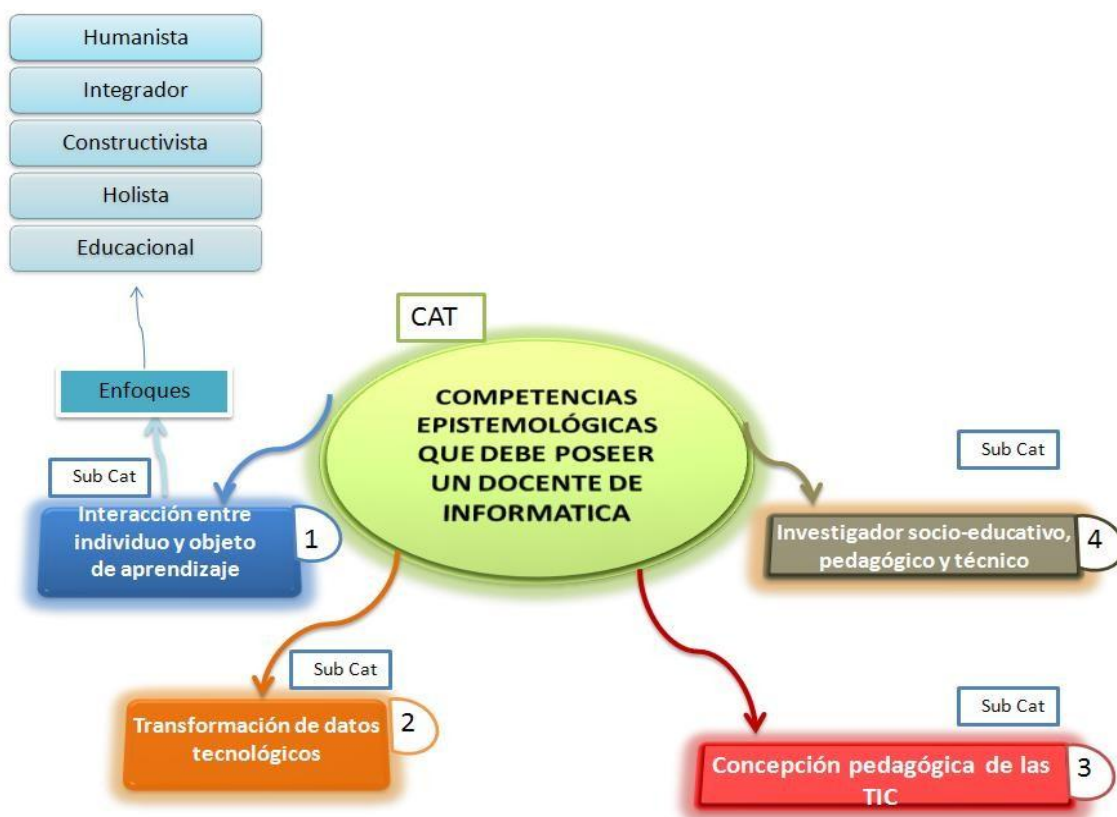 Humanista
Integrador
Constructivista
Holista
Educacional
Enfoques
CAT
COMPETENCIAS
EPISTEMOLÓGICAS
QUE DEBE POSEER
UN DOCENTE DE
INFORMATICA
Sub Cat
Interacción entre
individuo y objeto
de aprendizaje
1
Sub Cat
Transformación de datos
tecnológicos
2
Sub Cat
Investigador socio-educativo,
pedagógico y técnico
4
Sub Cat
Concepción pedagógica de las
TIC
3